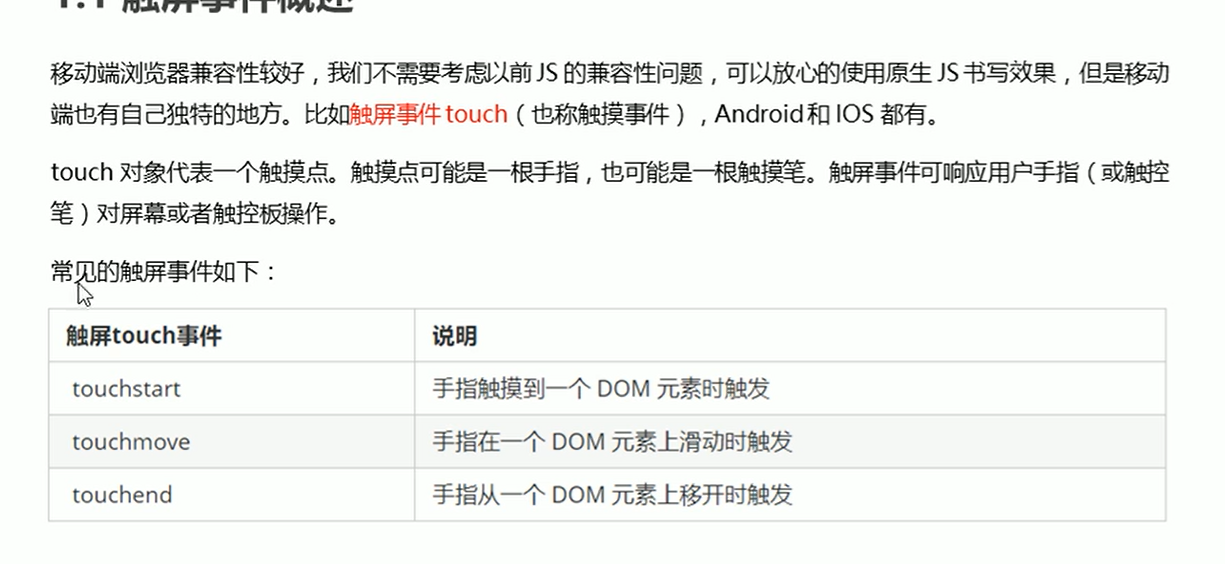 1.1 触屏事件概述
移动端浏览器兼容性较好，我们不需要考虑以前 JS 的兼容性问题，可以放心的使用原生 JS 书写效果，但是移动
端也有自己独特的地方。比如触屏事件 touch（也称触摸事件），Android 和 IOS 都有。
touch 对象代表一个触摸点。触摸点可能是一根手指，也可能是一根触摸笔。触屏事件可响应用户手指（或触控
笔）对屏幕或者触控板操作。
常见的触屏事件如下：
触屏touch事件 说明
touchstart 手指触摸到一个 DOM 元素时触发
touchmove 手指在一个 DOM 元素上滑动时触发
touchend 手指从一个 DOM 元素上移开时触发